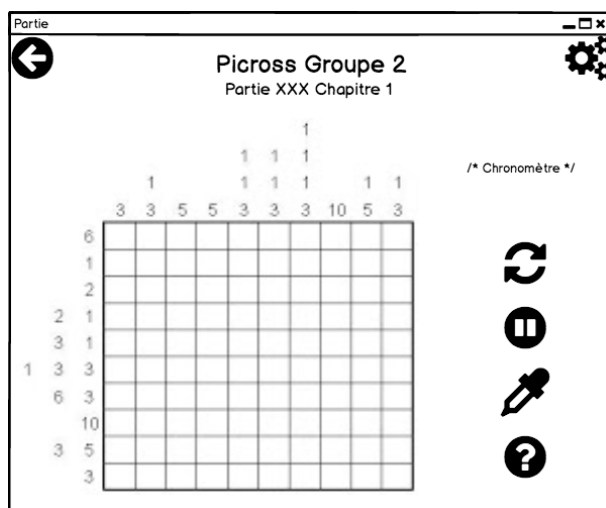 Partie
Picross Groupe 2
Partie XXX Chapitre 1
/* Chronomètre */
1
1 1 1
1 1 1 1 1 1
3 3 5 5 3 3 3 10 5 3
6
1
2
2 1
3 1
1 3 3
6 3
10
3 5
3